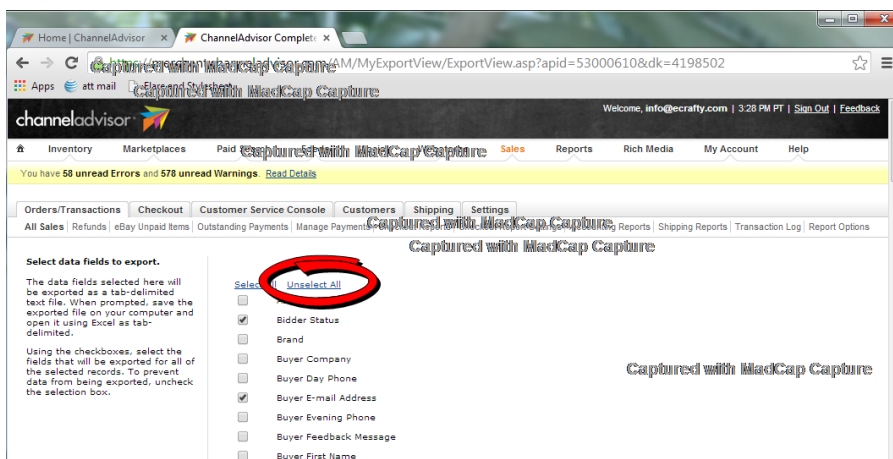 Home | ChannelAdvisor
ChannelAdvisor Complete
Captured with MadCap Capture
/AM/MyExportView/ExportView.asp?apid=53000610&dk=4198502
Apps att mail
Captured with MadCap Capture
channeladvisor
Welcome, info@ecrafty.com | 3:28 PM PT | Sign Out | Feedback
Inventory Marketplaces Paid Captured with MadCap Capture Sales Reports Rich Media My Account Help
You have 58 unread Errors and 578 unread Warnings. Read Details
Orders/Transactions Checkout Customer Service Console Customers Shipping Settings
All Sales | Refunds | eBay Unpaid Items | Outstanding Payments | Manage Payments Captured with MadCap Capture Reports | Shipping Reports | Transaction Log | Report Options
Captured with MadCap Capture
Select data fields to export.
The data fields selected here will
be exported as a tab-delimited
text file. When prompted, save the
exported file on your computer and
open it using Excel as tab-
delimited.
Using the checkboxes, select the
fields that will be exported for all of
the selected records. To prevent
data from being exported, uncheck
the selection box.
Unselect All
Bidder Status
Brand
Buyer Company
Buyer Day Phone
Buyer E-mail Address
Buyer Evening Phone
Buyer Feedback Message
Buyer First Name
Captured with MadCap Capture